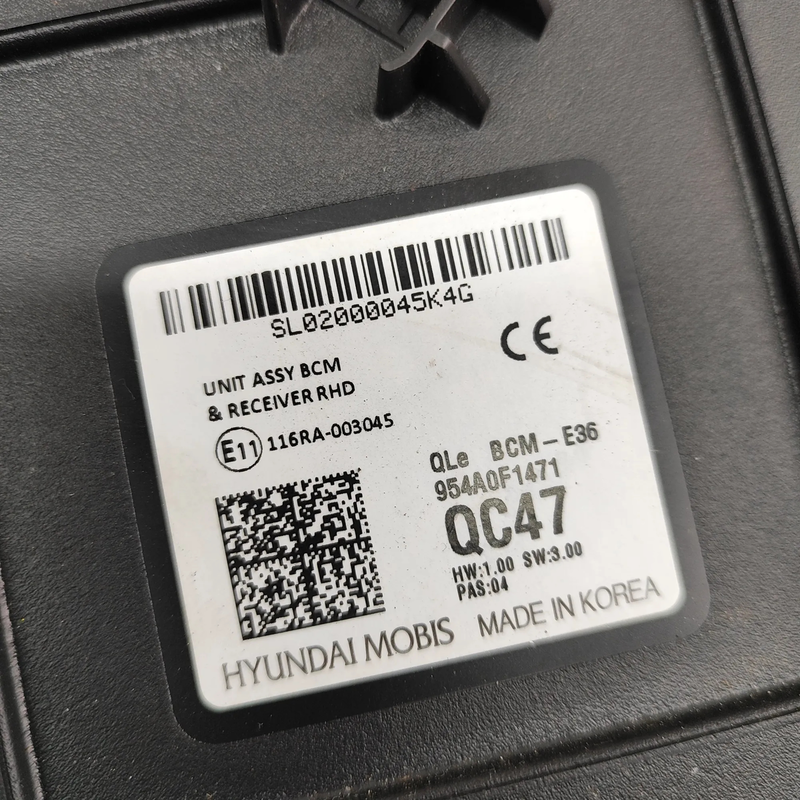 SL02000045K4G
CE
UNIT ASSY BCM
& RECEIVER RHD
E11 116RA-003045
QLe BCM-E36
954A0F1471
QC47
HW:1.00 SW:3.00
PAS:04
HYUNDAI MOBIS MADE IN KOREA